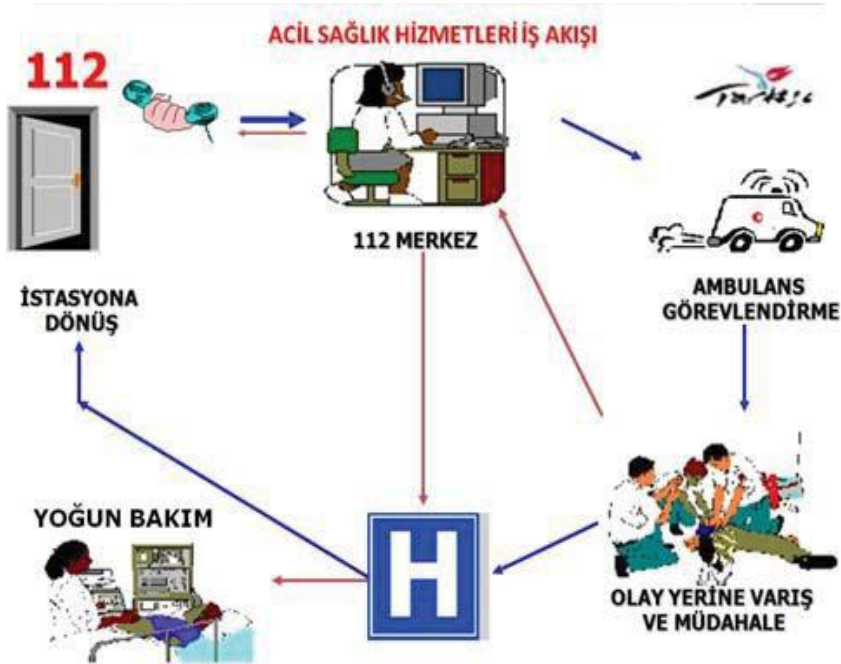 ACİL SAĞLIK HİZMETLERİ İŞ AKIŞI
112
Türkiye
112 MERKEZ
İSTASYONA
DÖNÜŞ
AMBULANS
GÖREVLENDİRME
YOĞUN BAKIM
H
OLAY YERİNE VARIŞ
VE MÜDAHALE